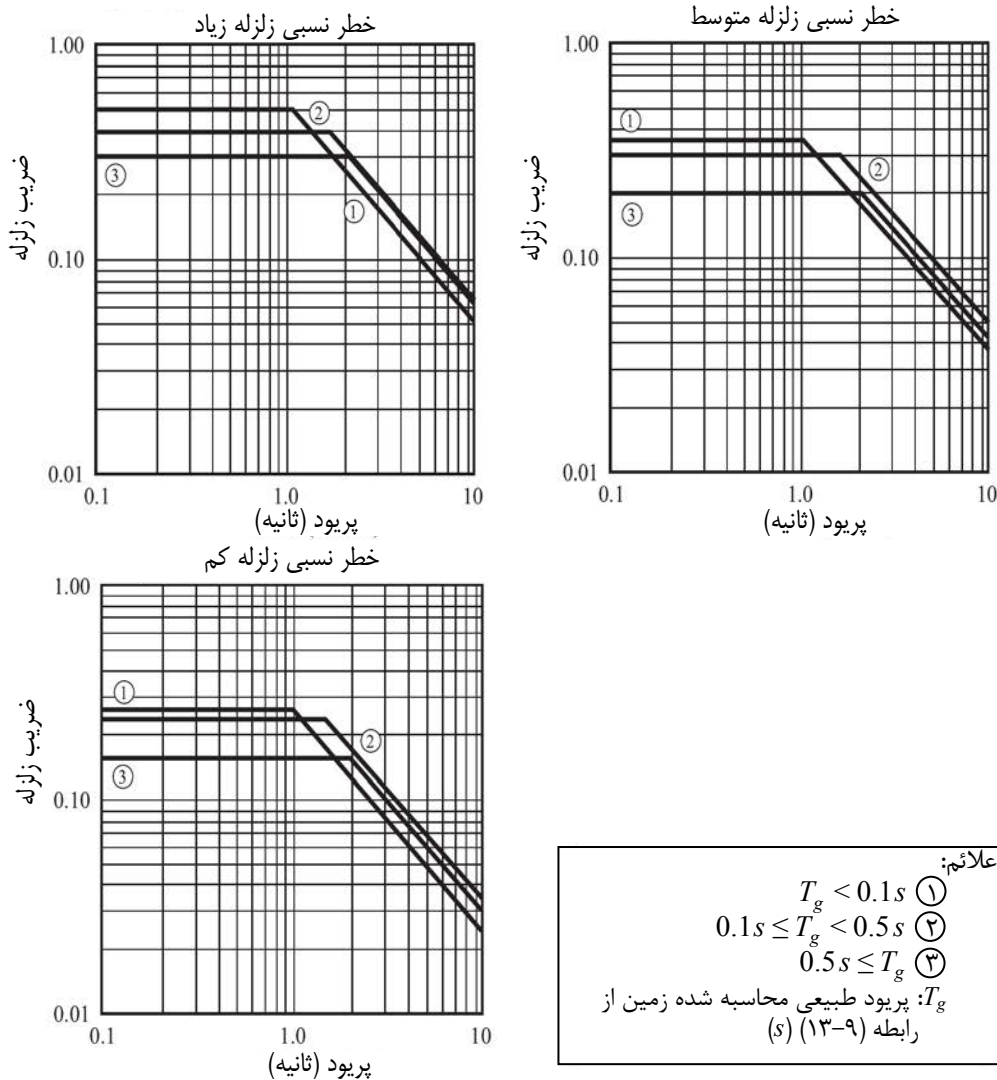 خطر نسبی زلزله زیاد
1.00
0.10
0.01
0.1
1.0
10
②
③
①
ضریب زلزله
پریود (ثانیه)
خطر نسبی زلزله متوسط
1.00
0.10
0.01
0.1
1.0
10
①
②
③
ضریب زلزله
پریود (ثانیه)
خطر نسبی زلزله کم
1.00
0.10
0.01
0.1
1.0
10
①
②
③
ضریب زلزله
پریود (ثانیه)
علائم:
① T_g < 0.1s
② 0.1s ≤ T_g < 0.5s
③ 0.5s ≤ T_g
T_g: پریود طبیعی محاسبه شده زمین از
رابطه (۹-۱۳) (s)